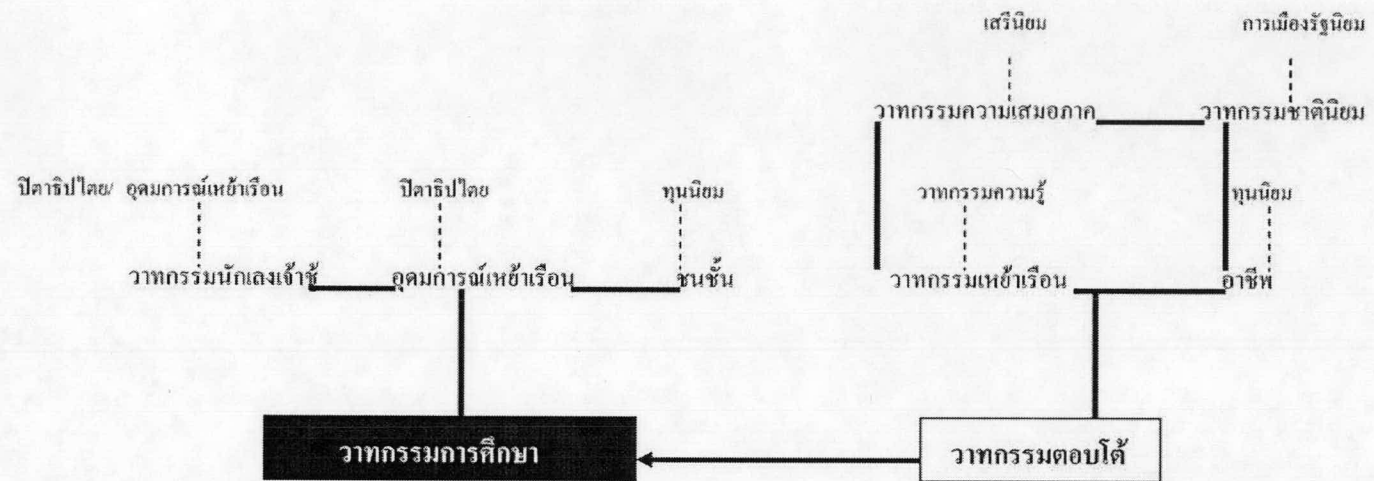 เสรีนิยม การเมืองรัฐนิยม
วาทกรรมความเสมอภาค วาทกรรมชาตินิยม
ปิตาธิปไตย/ อุดมการณ์เหย้าเรือน ปิตาธิปไตย ทุนนิยม วาทกรรมความรู้ ทุนนิยม
วาทกรรมนักเลงเจ้าชู้ อุดมการณ์เหย้าเรือน ชนชั้น วาทกรรมเหย้าเรือน อาชีพ
วาทกรรมการศึกษา วาทกรรมตอบโต้